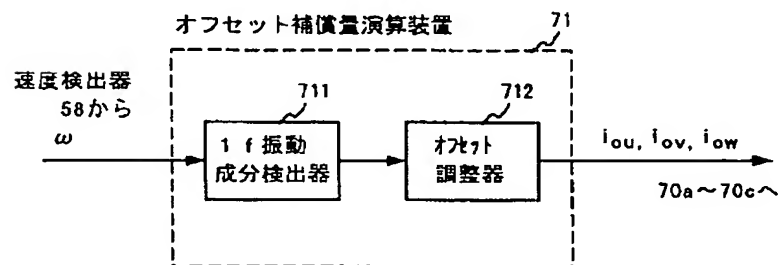 オフセット補償量演算装置
71
速度検出器
58から
ω
711
1f振動
成分検出器
712
オフセット
調整器
iou, iov, iow
70a～70cへ